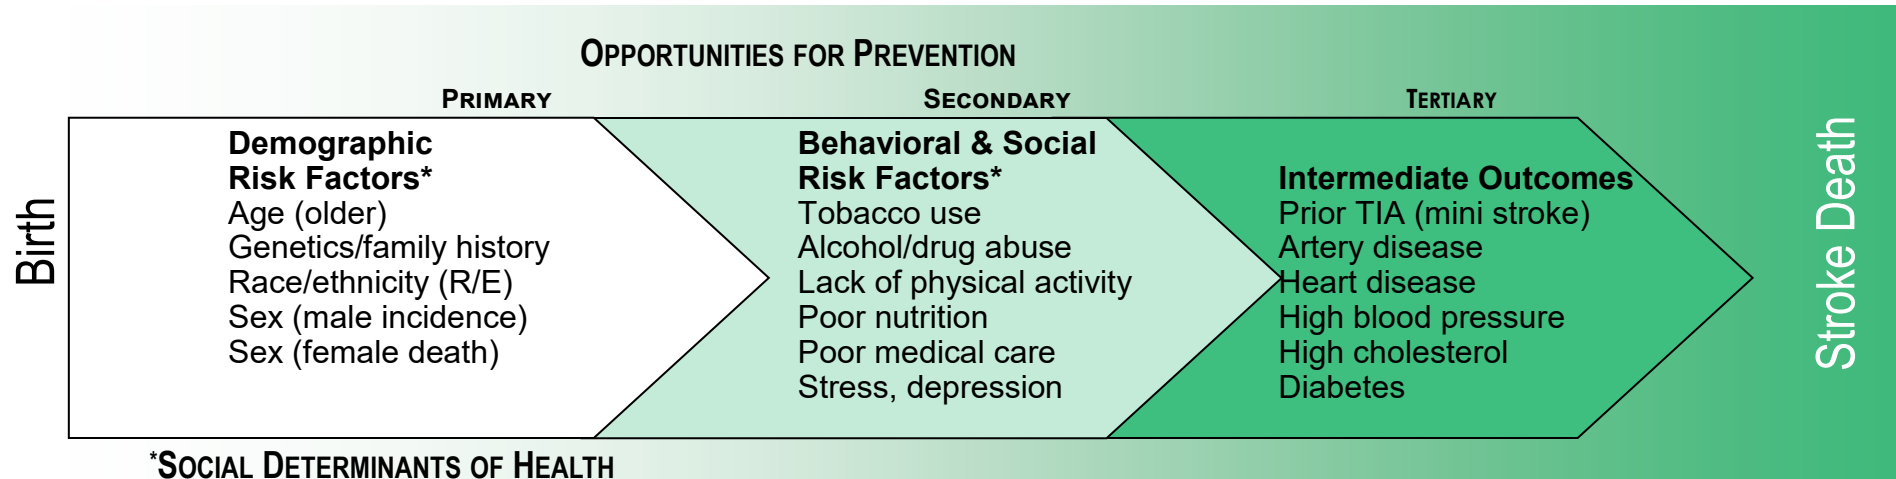 OPPORTUNITIES FOR PREVENTION
PRIMARY
SECONDARY
TERTIARY
Birth
Demographic
Risk Factors*
Age (older)
Genetics/family history
Race/ethnicity (R/E)
Sex (male incidence)
Sex (female death)
Behavioral & Social
Risk Factors*
Tobacco use
Alcohol/drug abuse
Lack of physical activity
Poor nutrition
Poor medical care
Stress, depression
Intermediate Outcomes
Prior TIA (mini stroke)
Artery disease
Heart disease
High blood pressure
High cholesterol
Diabetes
Stroke Death
*SOCIAL DETERMINANTS OF HEALTH